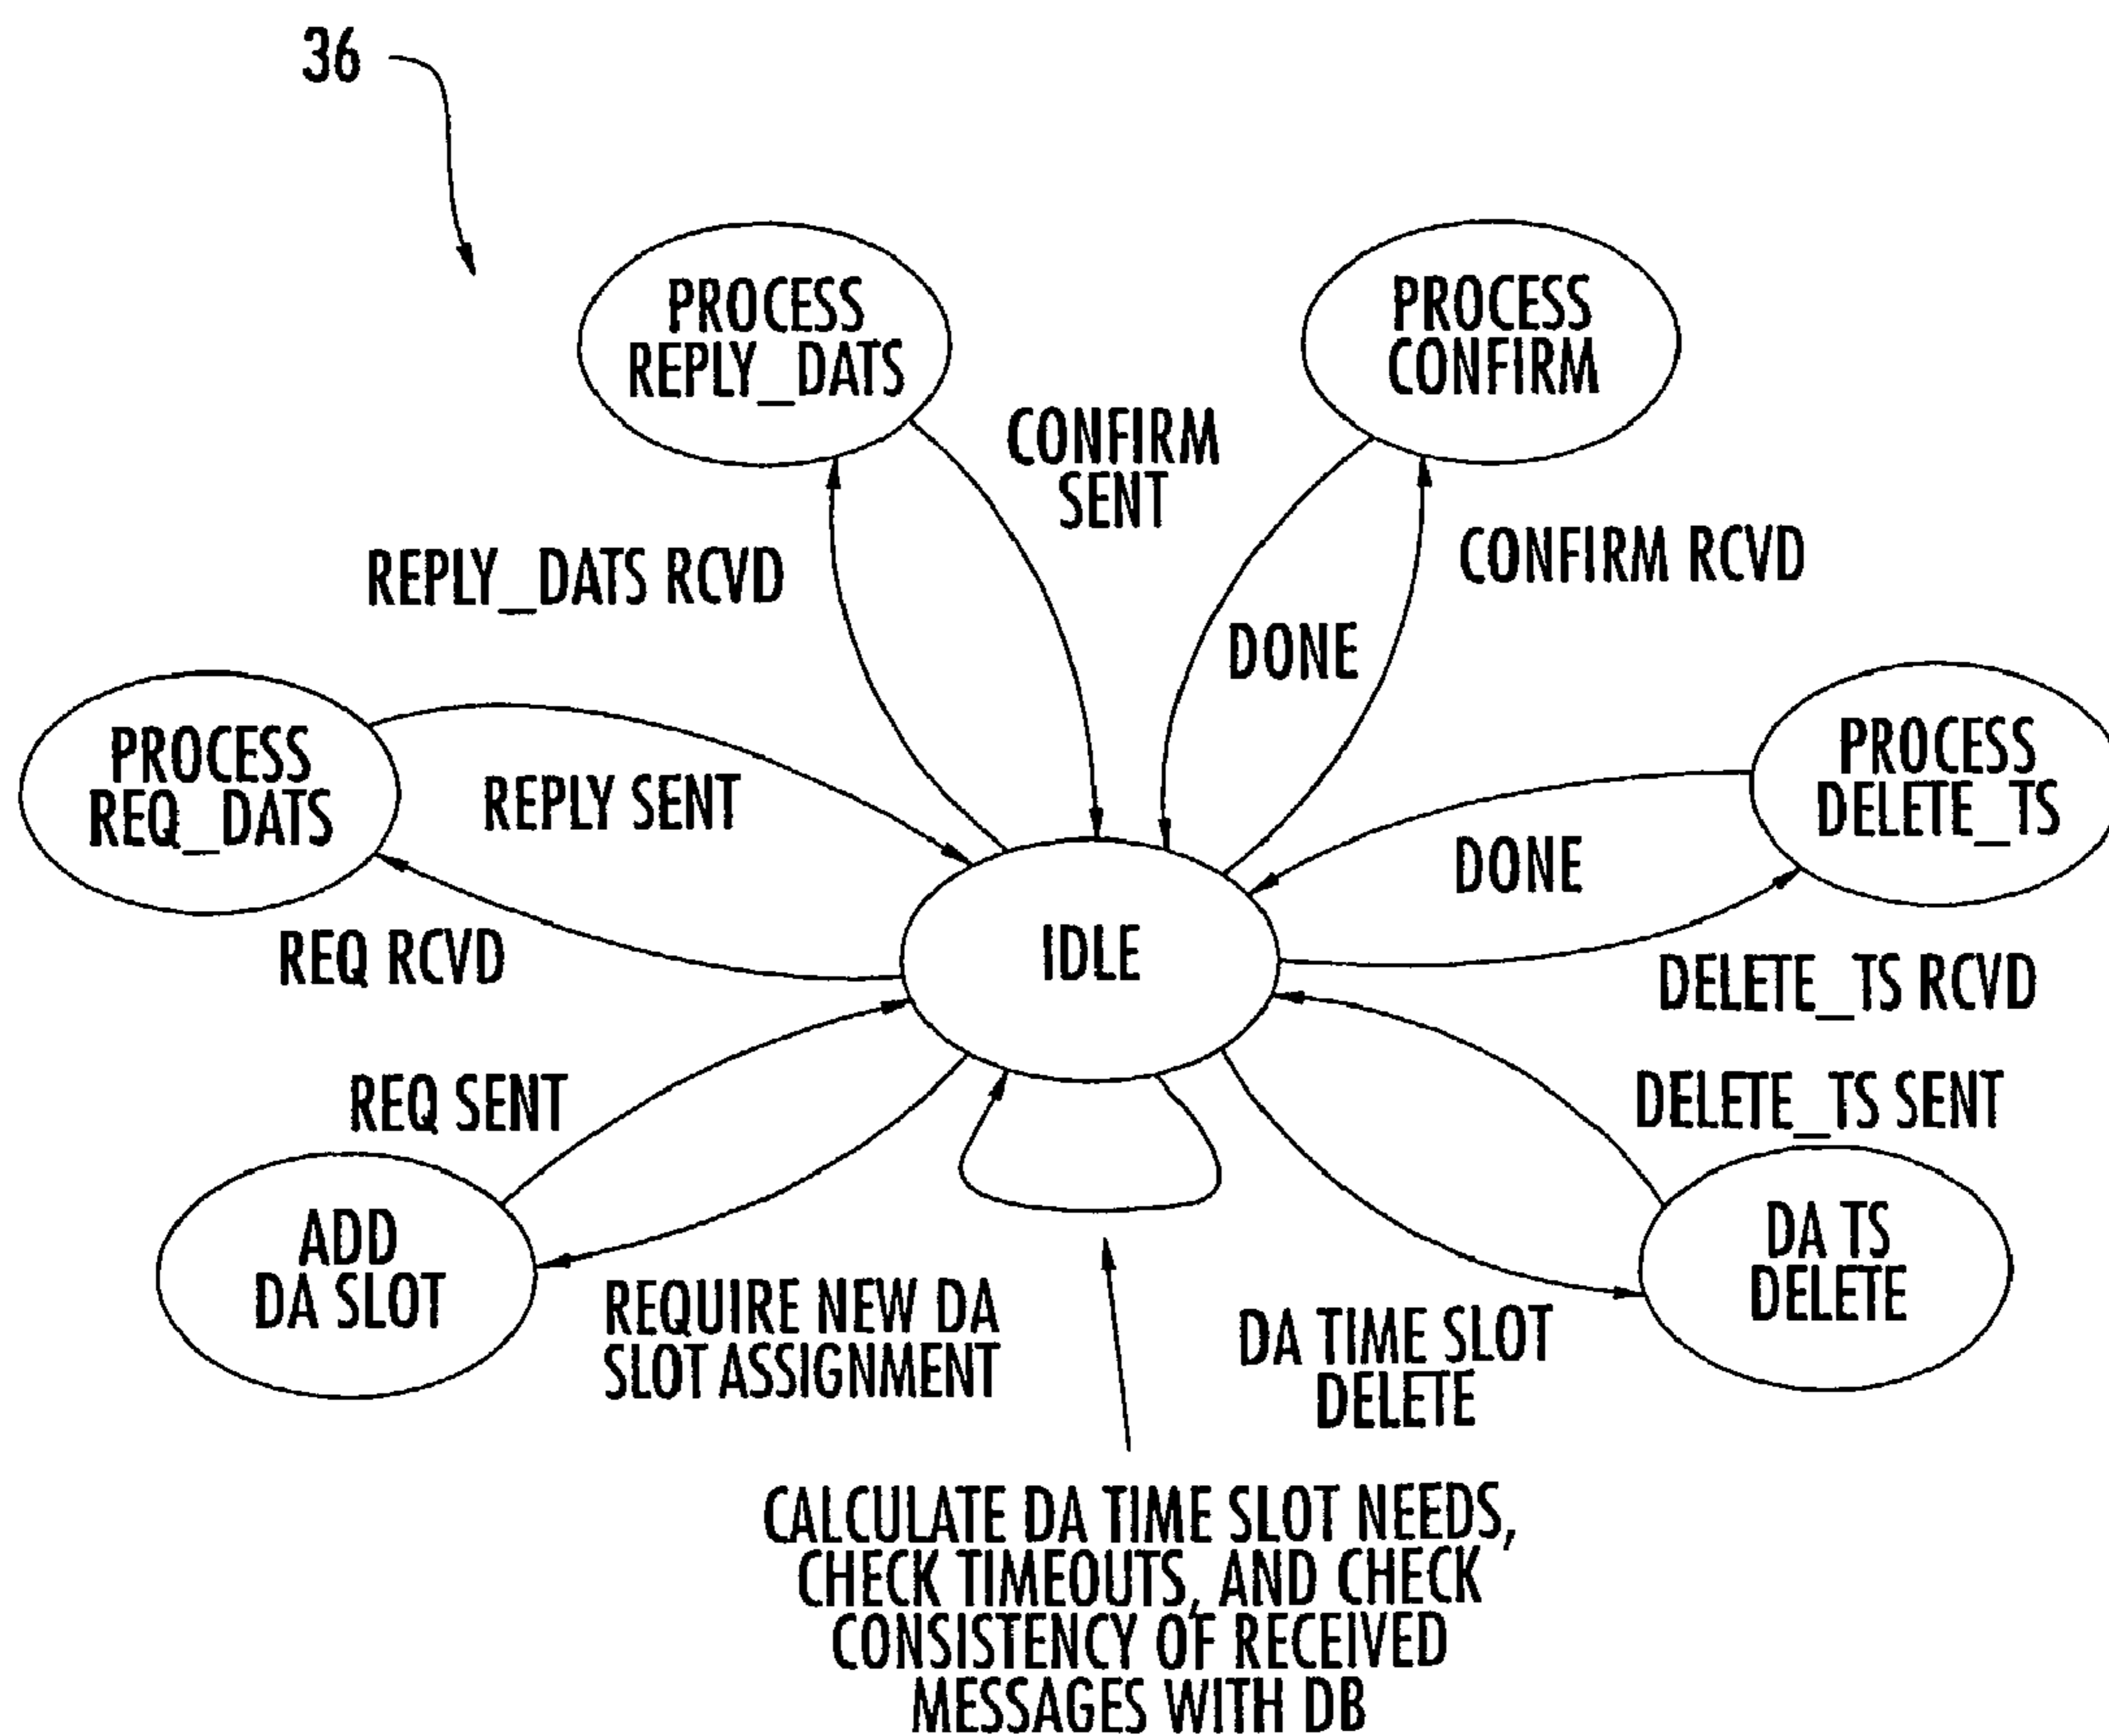 36
PROCESS
REPLY_DATS
PROCESS
CONFIRM
CONFIRM
SENT
REPLY_DATS RCVD
CONFIRM RCVD
DONE
PROCESS
REQ_DATS
REPLY SENT
PROCESS
DELETE_TS
DONE
REQ RCVD
IDLE
DELETE_TS RCVD
REQ SENT
DELETE_TS SENT
ADD
DA SLOT
DA TS
DELETE
REQUIRE NEW DA
SLOT ASSIGNMENT
DA TIME SLOT
DELETE
CALCULATE DA TIME SLOT NEEDS,
CHECK TIMEOUTS, AND CHECK
CONSISTENCY OF RECEIVED
MESSAGES WITH DB